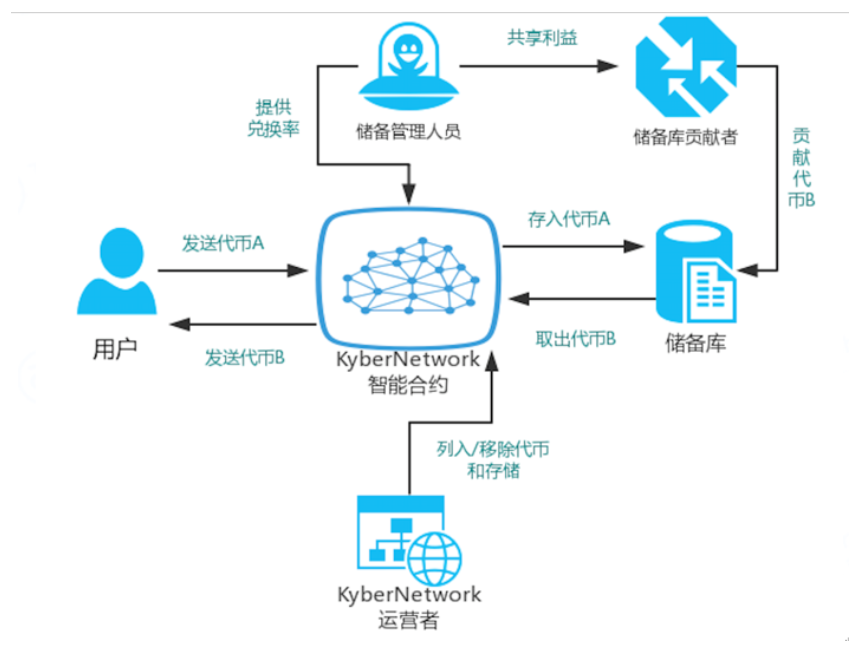 共享利益
提供
兑换率
储备管理人员
储备库贡献者
贡
献
代
币B
发送代币A
存入代币A
用户
发送代币B
取出代币B
储备库
KyberNetwork
智能合约
列入/移除代币
和存储
KyberNetwork
运营者